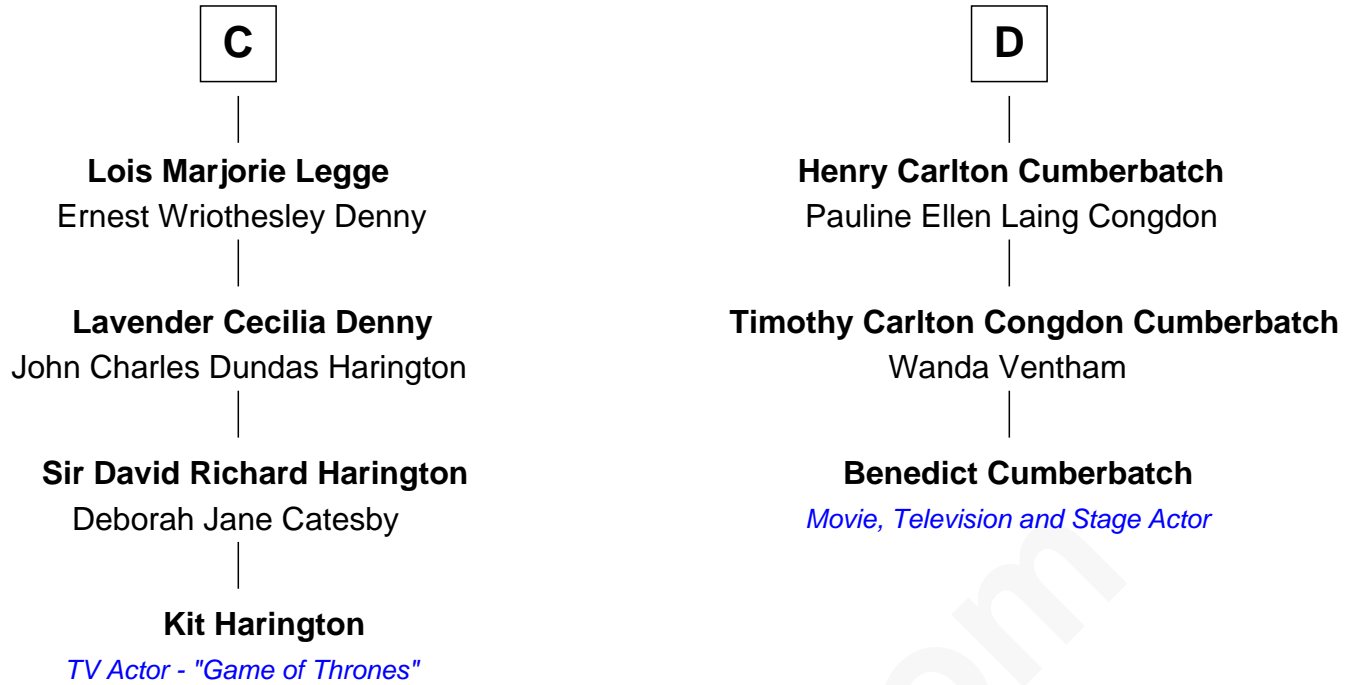 C
Lois Marjorie Legge
Ernest Wriothesley Denny
Lavender Cecilia Denny
John Charles Dundas Harington
Sir David Richard Harington
Deborah Jane Catesby
Kit Harington
TV Actor - "Game of Thrones"
D
Henry Carlton Cumberbatch
Pauline Ellen Laing Congdon
Timothy Carlton Congdon Cumberbatch
Wanda Ventham
Benedict Cumberbatch
Movie, Television and Stage Actor
om